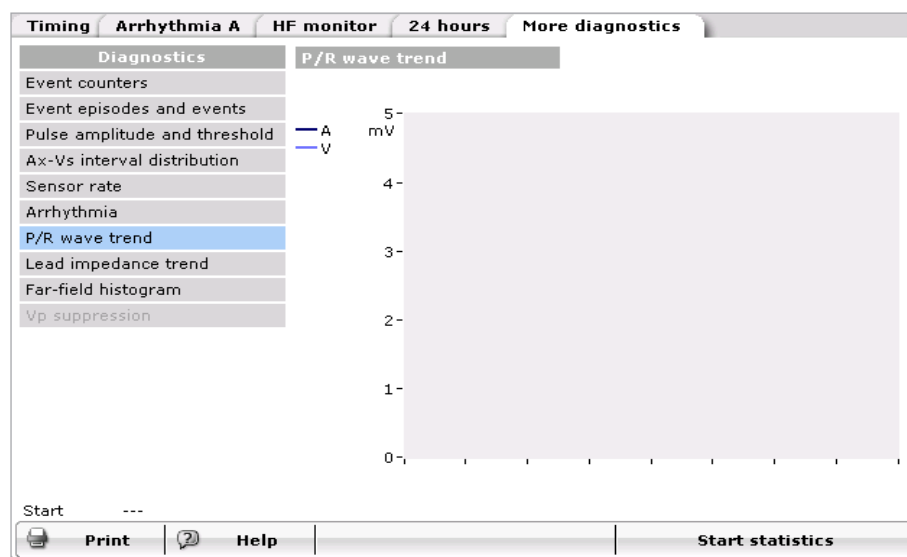 Timing Arrhythmia A HF monitor 24 hours More diagnostics
Diagnostics
Event counters
Event episodes and events
Pulse amplitude and threshold
Ax-Vs interval distribution
Sensor rate
Arrhythmia
P/R wave trend
Lead impedance trend
Far-field histogram
Vp suppression
P/R wave trend
A
V
5
mV
4
3
2
1
0
Start ---
Print Help Start statistics